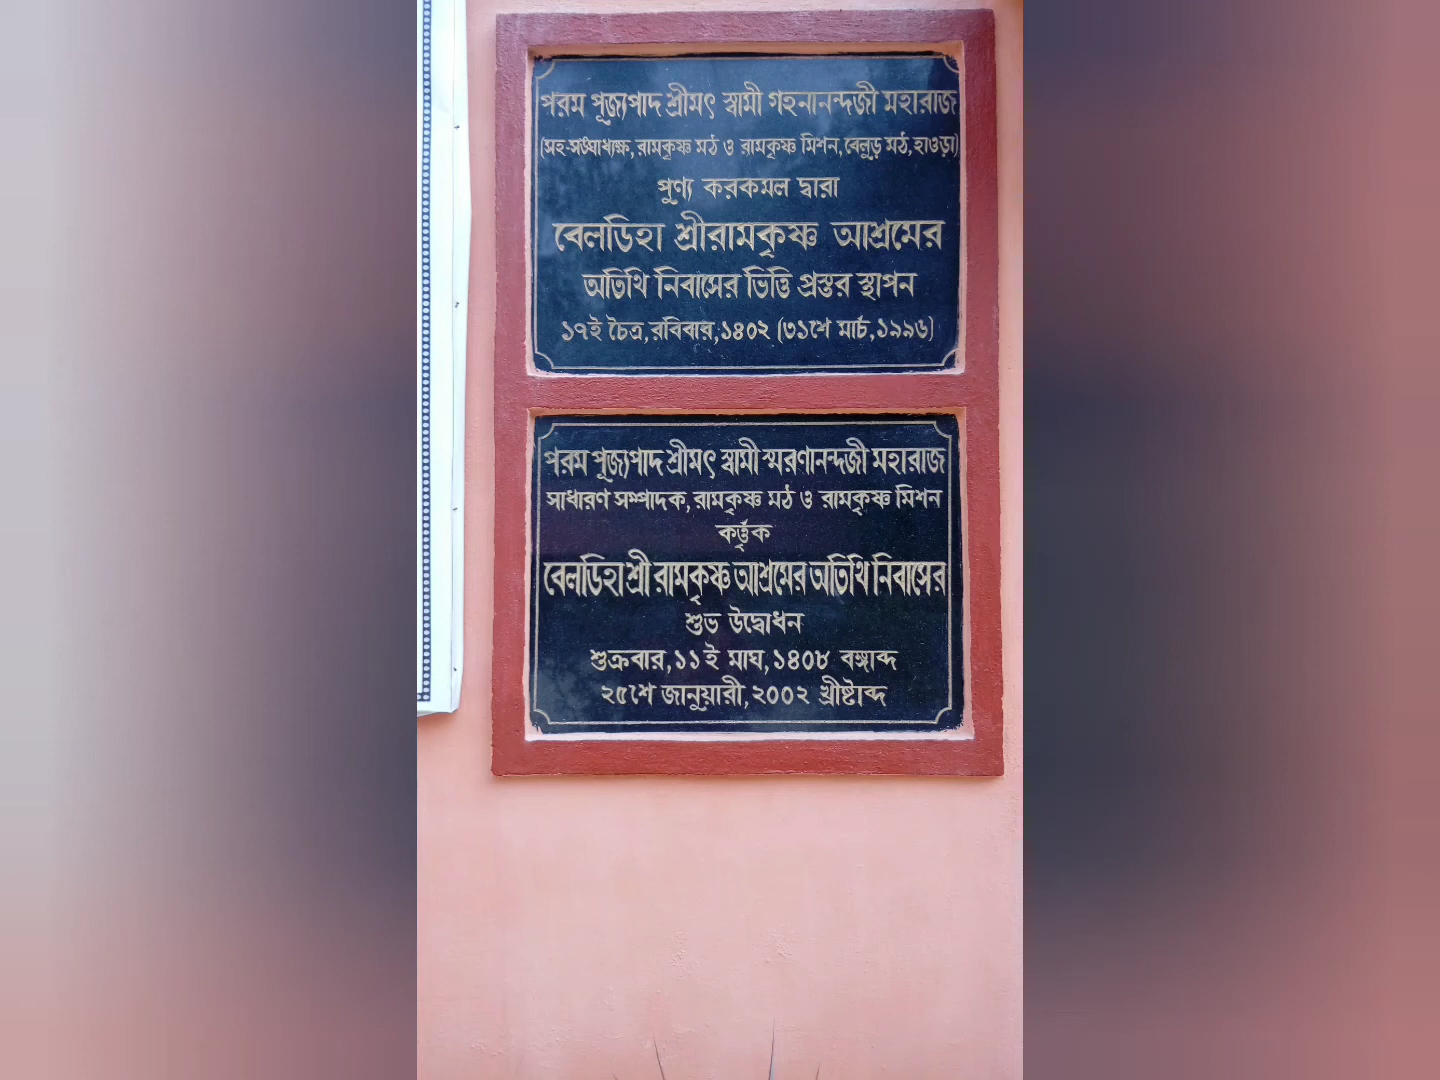 পরম পূজ্যপাদ শ্রীমৎ স্বামী গহনানন্দজী মহারাজ
(সহ-সঙ্ঘাধ্যক্ষ, রামকৃষ্ণ মঠ ও রামকৃষ্ণ মিশন, বেলুড় মঠ, হাওড়া)
পুণ্য করকমল দ্বারা
বেলডিহা শ্রীরামকৃষ্ণ আশ্রমের
অতিথি নিবাসের ভিত্তি প্রস্তর স্থাপন
১৭ই চৈত্র, রবিবার, ১৪০২ (৩১শে মার্চ, ১৯৯৬)
পরম পূজ্যপাদ শ্রীমৎ স্বামী স্মরণানন্দজী মহারাজ
সাধারণ সম্পাদক, রামকৃষ্ণ মঠ ও রামকৃষ্ণ মিশন
কর্ত্তৃক
বেলডিহা শ্রী রামকৃষ্ণ আশ্রমের অতিথি নিবাসের
শুভ উদ্বোধন
শুক্রবার, ১১ই মাঘ, ১৪০৮ বঙ্গাব্দ
২৫শে জানুয়ারী, ২০০২ খ্রীষ্টাব্দ